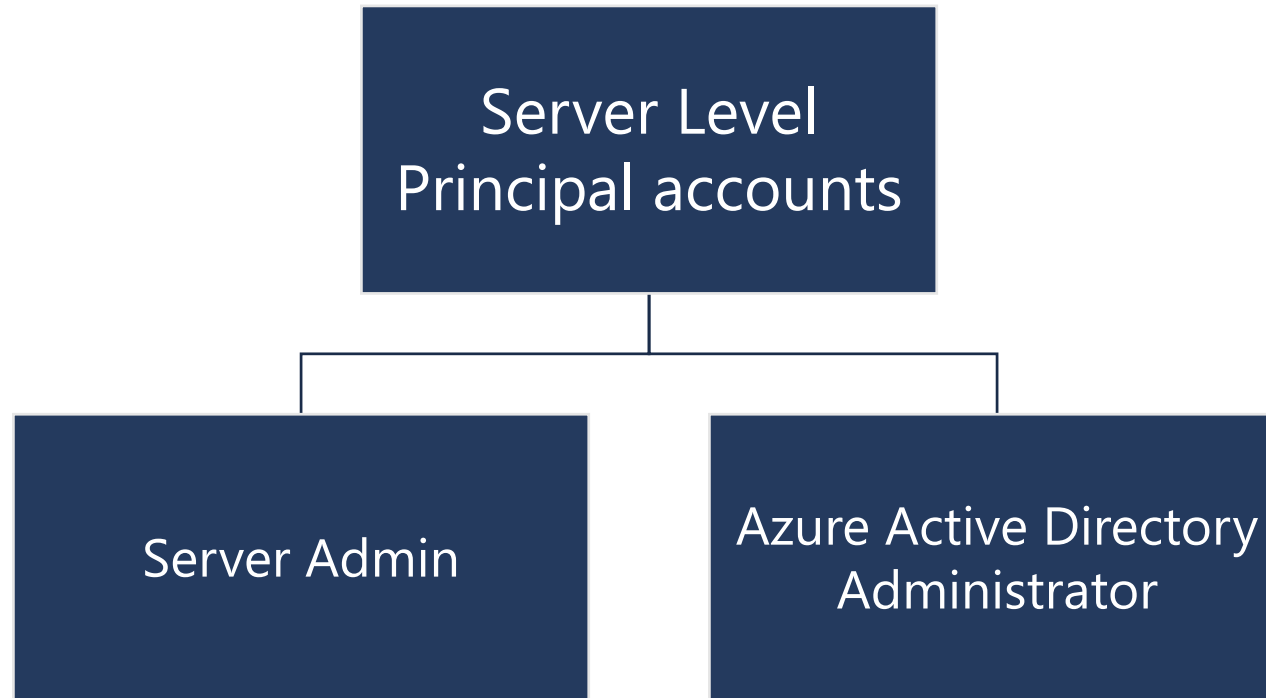 Server Level
Principal accounts
Server Admin
Azure Active Directory
Administrator